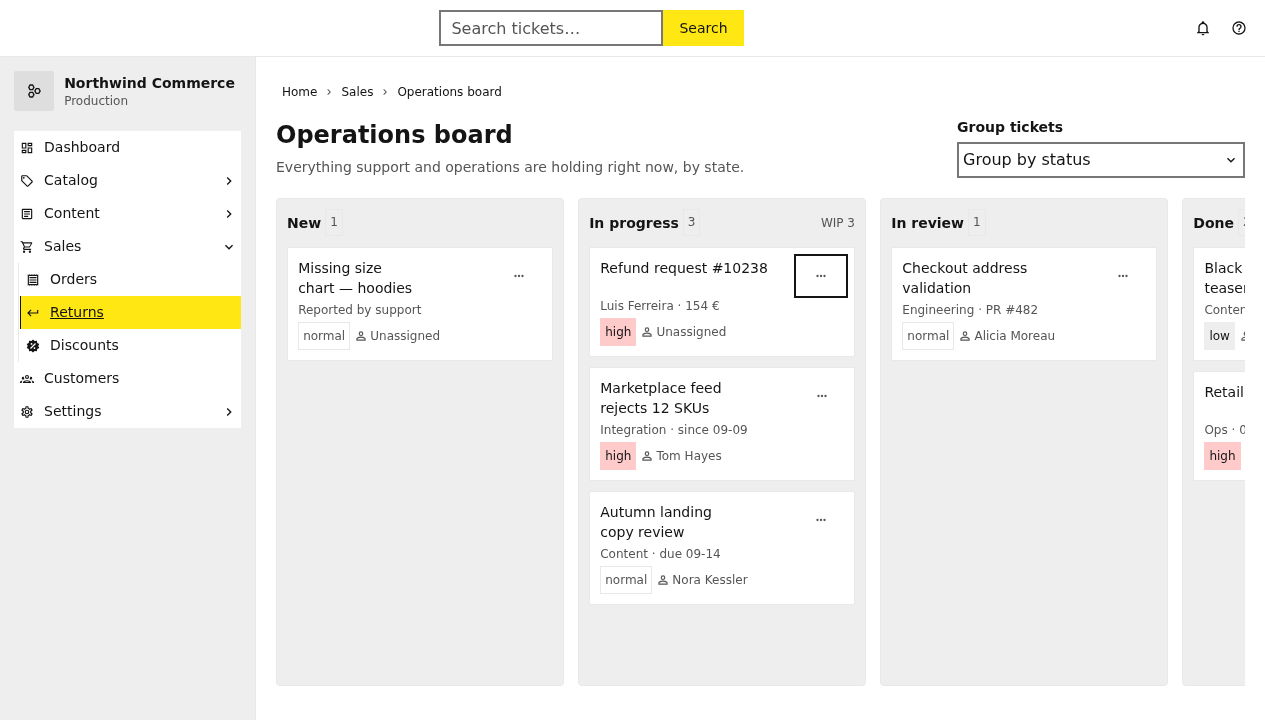 Search tickets…
Search
Northwind Commerce
Production
Dashboard
Catalog
Content
Sales
Orders
Returns
Discounts
Customers
Settings
Home
Sales
Operations board
Operations board
Everything support and operations are holding right now, by state.
Group tickets
Group by status
New 1
Missing size
chart — hoodies
Reported by support
normal Unassigned
In progress 3 WIP 3
Refund request #10238
Luis Ferreira · 154 €
high Unassigned
Marketplace feed
rejects 12 SKUs
Integration · since 09-09
high Tom Hayes
Autumn landing
copy review
Content · due 09-14
normal Nora Kessler
In review 1
Checkout address
validation
Engineering · PR #482
normal Alicia Moreau
Done
Black
low
Retail
Ops ·
high